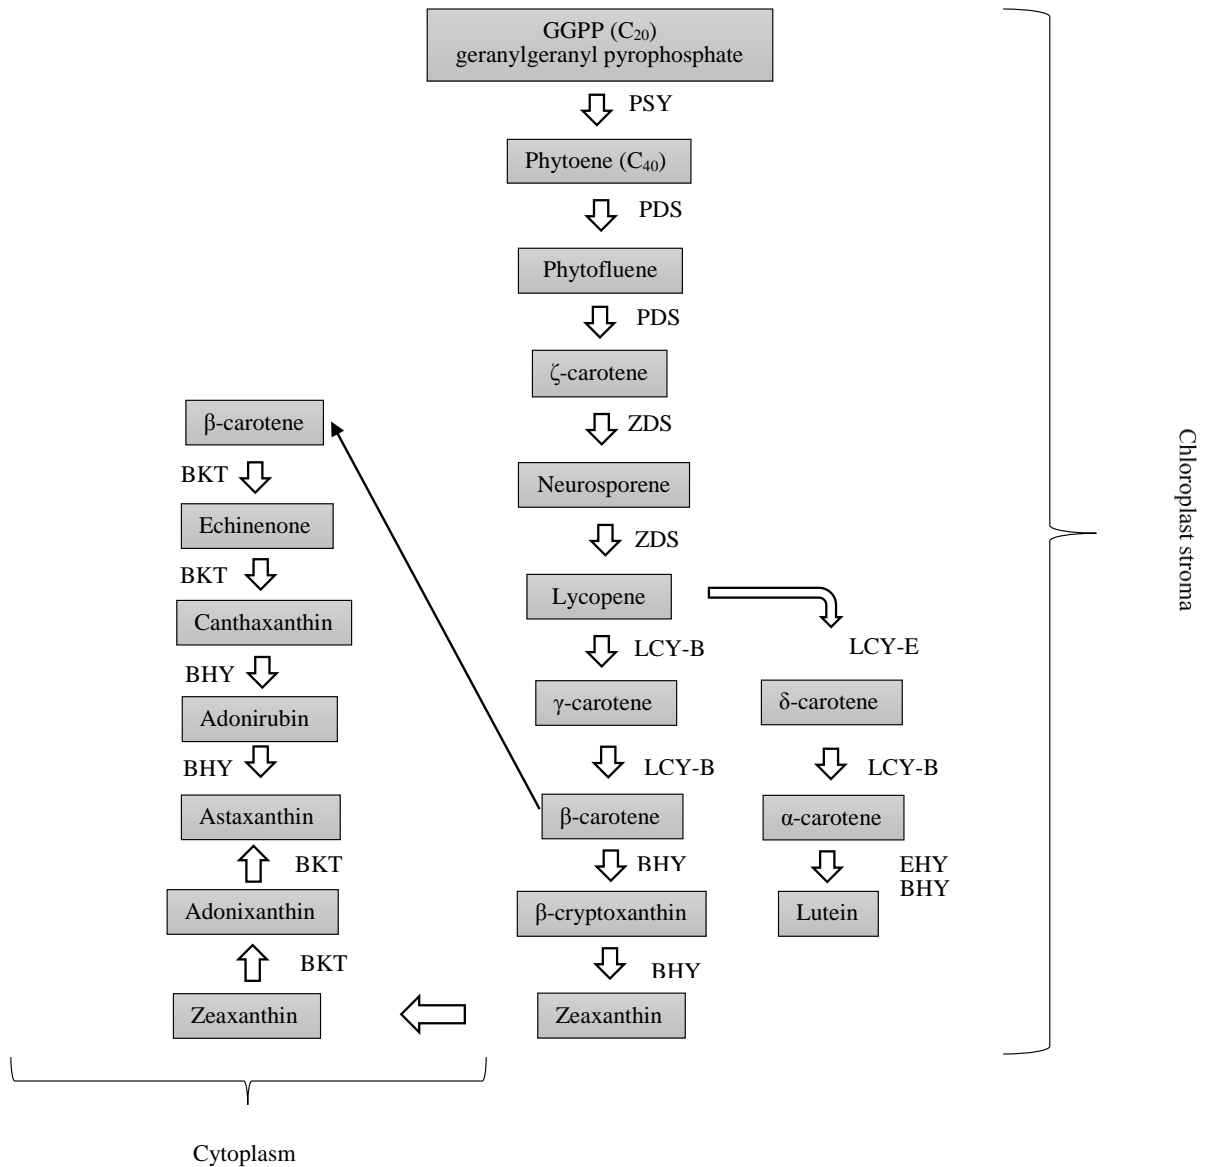 GGPP (C₂₀)
geranylgeranyl pyrophosphate
PSY
Phytoene (C₄₀)
PDS
Phytofluene
PDS
ζ-carotene
ZDS
Neurosporene
ZDS
Lycopene
LCY-B
γ-carotene
LCY-B
β-carotene
BHY
β-cryptoxanthin
BHY
Zeaxanthin
LCY-E
δ-carotene
LCY-B
α-carotene
EHY
BHY
Lutein
β-carotene
BKT
Echinenone
BKT
Canthaxanthin
BHY
Adonirubin
BHY
Astaxanthin
BKT
Adonixanthin
BKT
Zeaxanthin
Cytoplasm
Chloroplast stroma